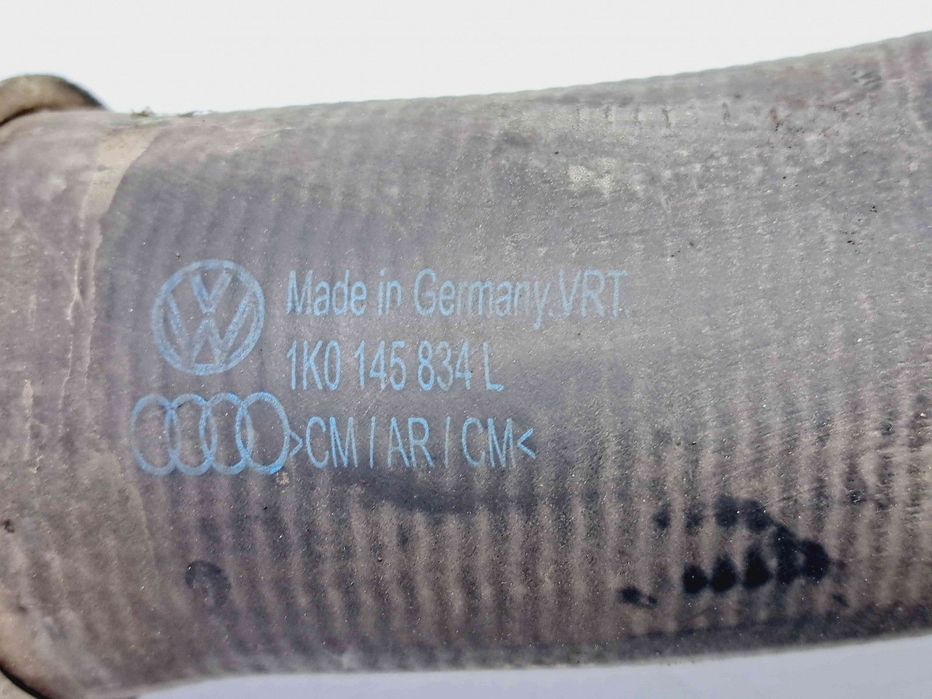 Made in Germany.VRT.
1K0 145 834 L
>CM / AR / CM<